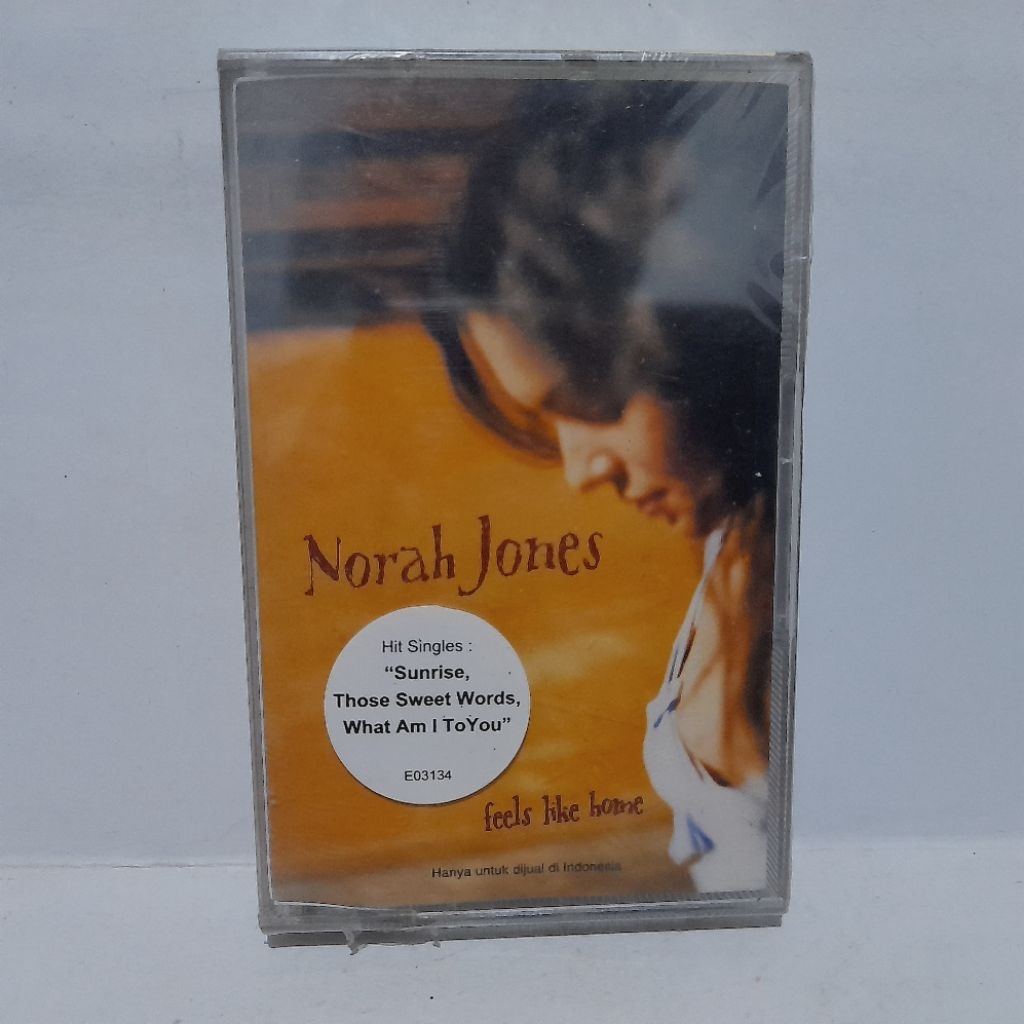 Norah Jones
Hit Singles :
“Sunrise,
Those Sweet Words,
What Am I ToYou”
E03134
feels like home
Hanya untuk dijual di Indonesia